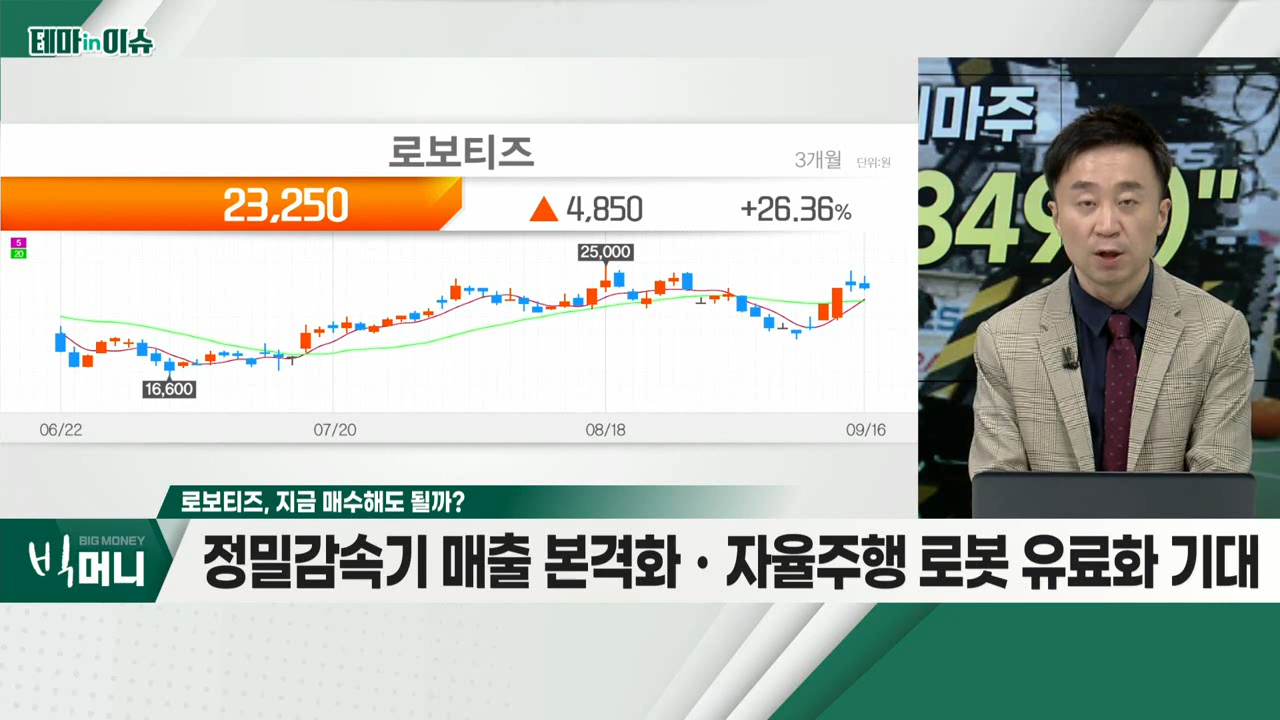 테마in이슈
로보티즈
3개월 단위:원
23,250 ▲ 4,850 +26.36%
5
20
25,000
16,600
06/22 07/20 08/18 09/16
마주
349 )"
로보티즈, 지금 매수해도 될까?
빅머니 BIG MONEY
정밀감속기 매출 본격화 · 자율주행 로봇 유료화 기대